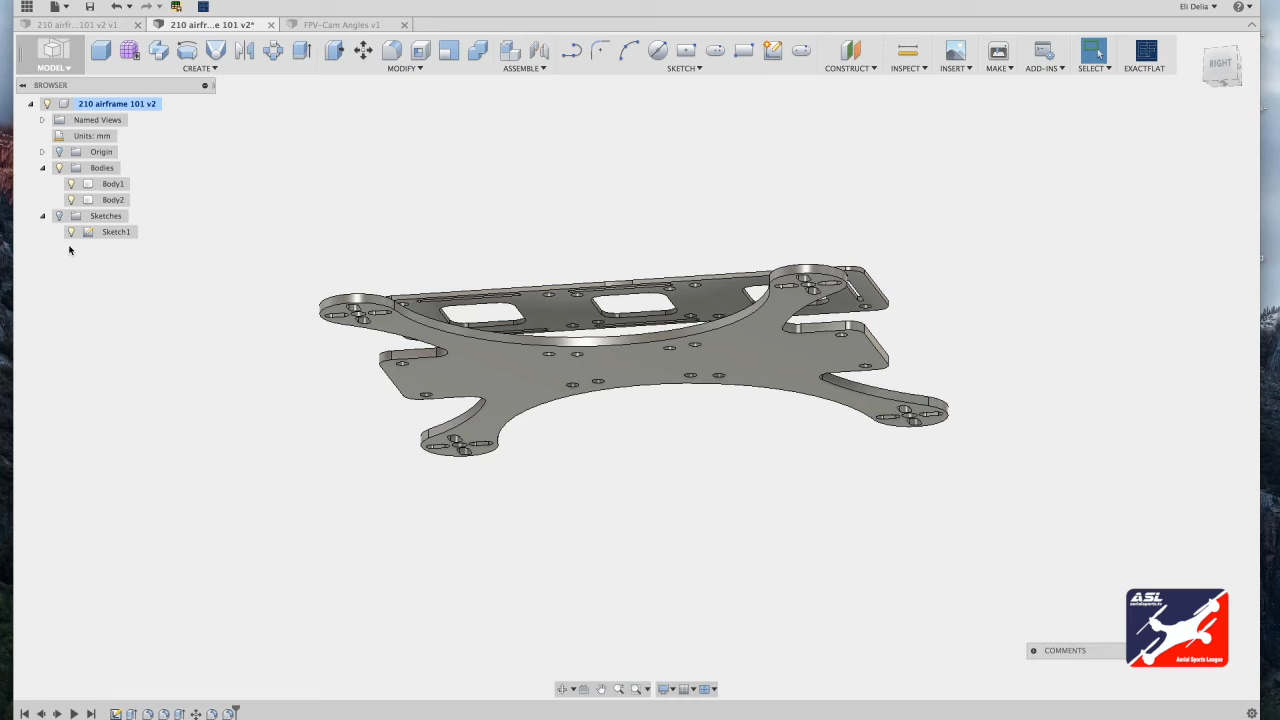 Eli Delia
210 airfr...101 v2 v1
210 airfr...e 101 v2*
FPV-Cam Angles v1
MODEL
CREATE
MODIFY
ASSEMBLE
SKETCH
CONSTRUCT
INSPECT
INSERT
MAKE
ADD-INS
SELECT
EXACTFLAT
RIGHT
BROWSER
210 airframe 101 v2
Named Views
Units: mm
Origin
Bodies
Body1
Body2
Sketches
Sketch1
ASL
aerialsports.tv
Aerial Sports League
COMMENTS